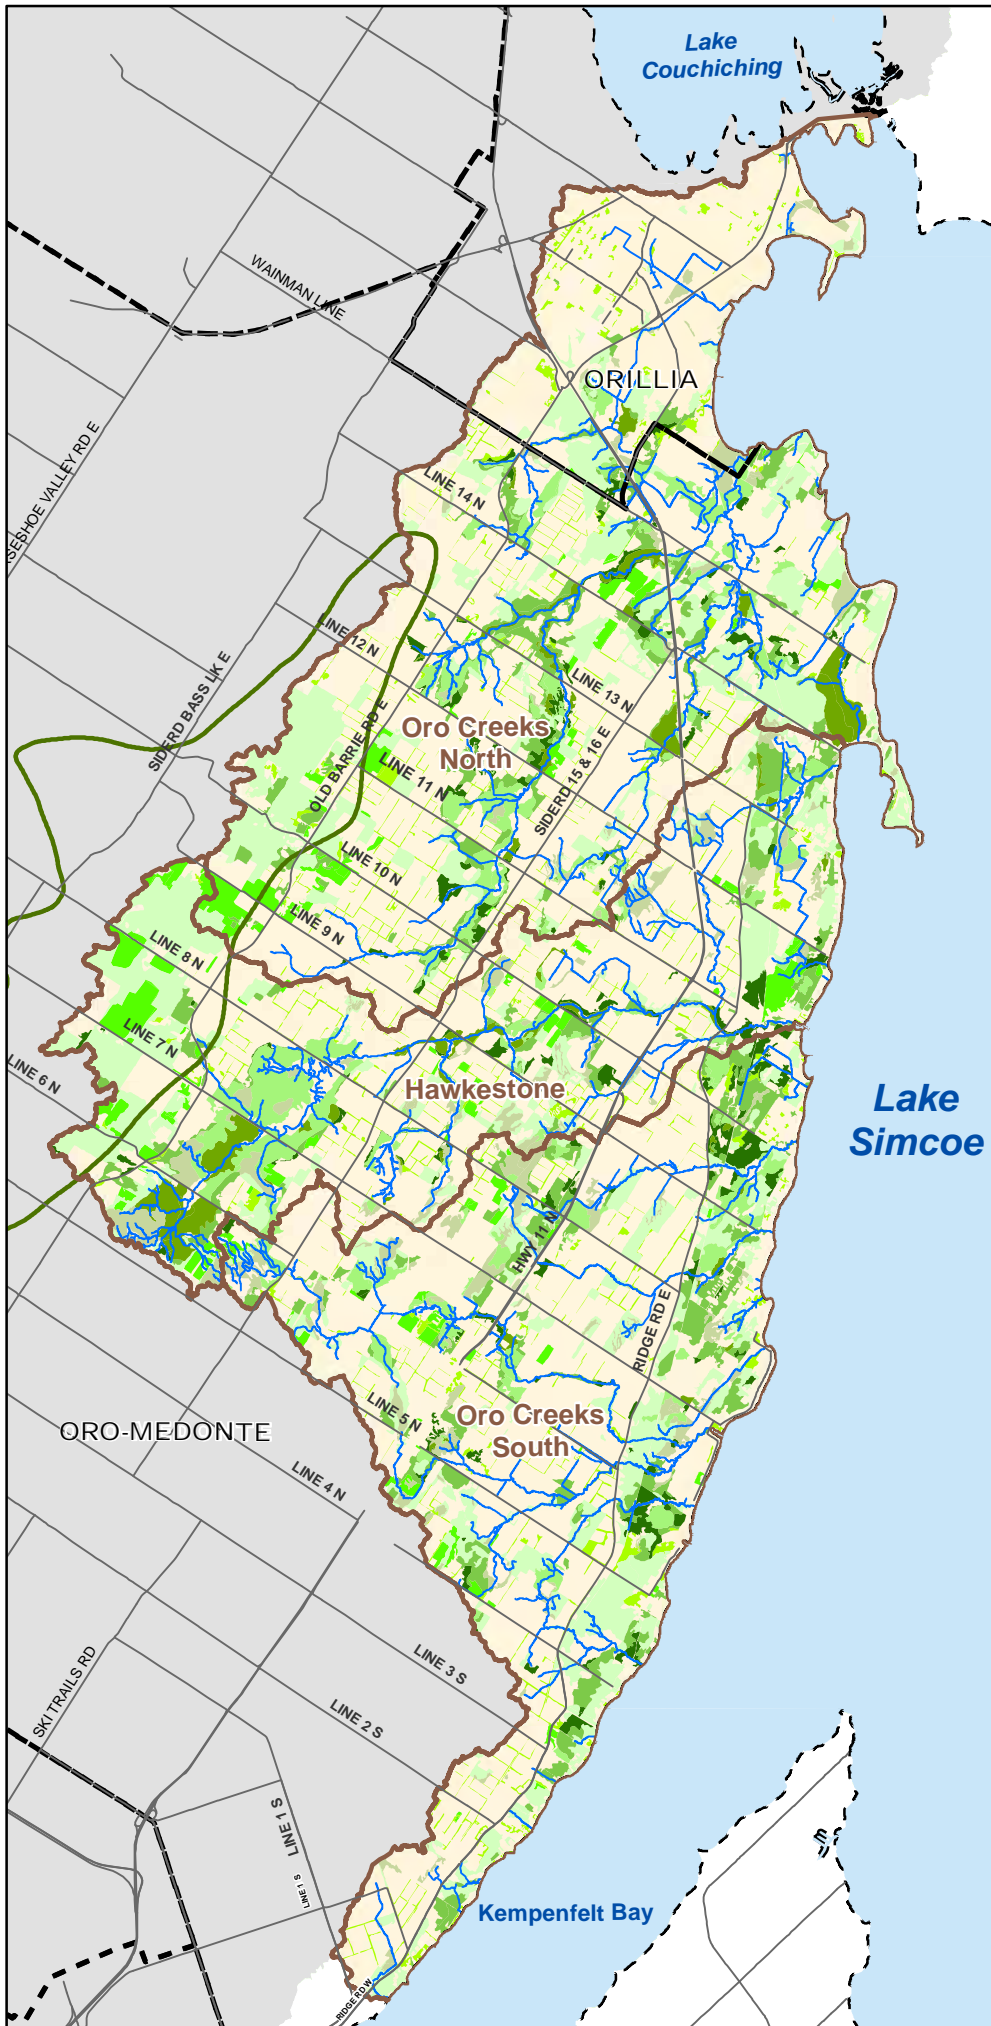 Lake
Couchiching
WAINMAN LINE
ORILLIA
RSESHOE VALLEY RD E
LINE 14 N
LINE 12 N
SIDERD BASS LK E
LINE 13 N
Oro Creeks
North
OLD BARRIE RD E
LINE 11 N
SIDERD 15 & 16 E
LINE 10 N
LINE 9 N
LINE 8 N
LINE 7 N
LINE 6 N
Hawkestone
Lake
Simcoe
HWY 11 N
RIDGE RD E
LINE 5 N
Oro Creeks
South
ORO-MEDONTE
LINE 4 N
SKI TRAILS RD
LINE 3 S
LINE 2 S
LINE 1 S
LINE 1 S
Kempenfelt Bay
RIDGE RD W